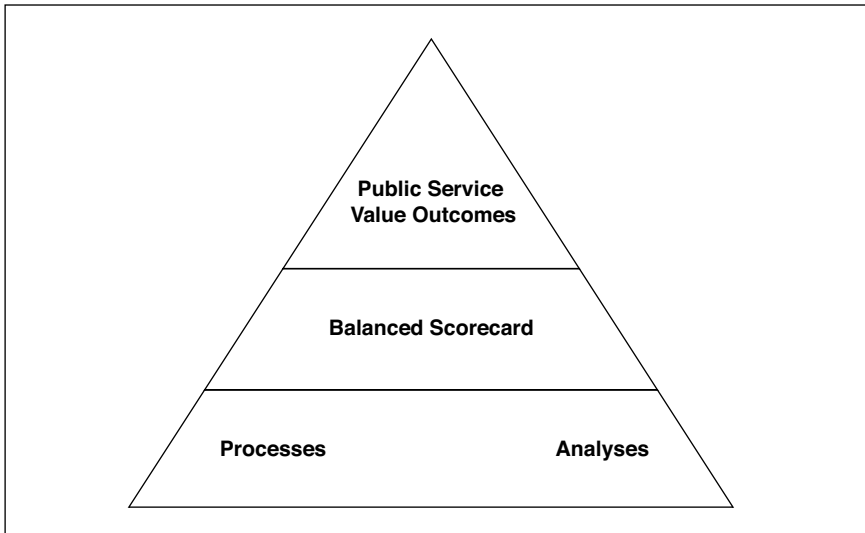 Public Service
Value Outcomes
Balanced Scorecard
Processes Analyses